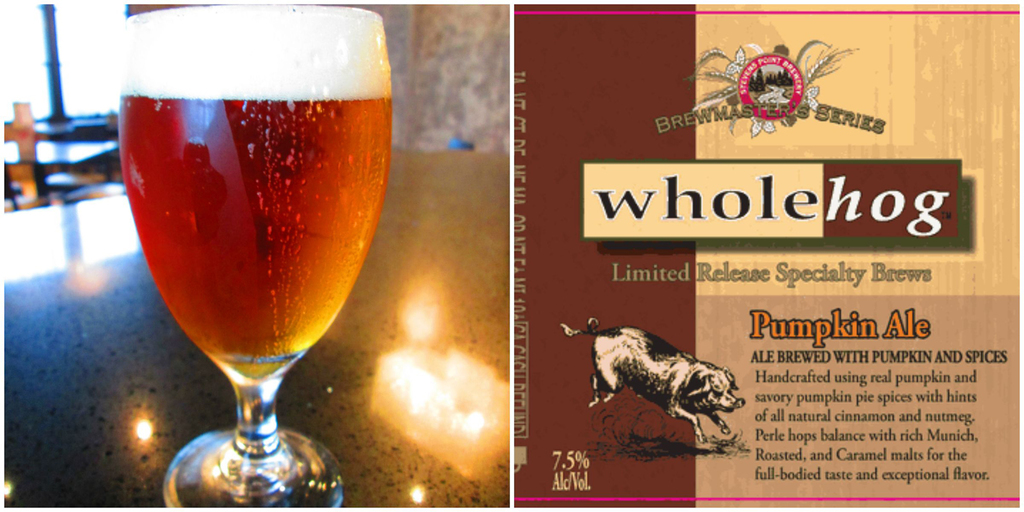 STEVENS POINT BREWERY
BREWMASTER'S SERIES
wholehog™
Limited Release Specialty Brews
Pumpkin Ale
ALE BREWED WITH PUMPKIN AND SPICES
Handcrafted using real pumpkin and
savory pumpkin pie spices with hints
of all natural cinnamon and nutmeg.
Perle hops balance with rich Munich,
Roasted, and Caramel malts for the
full-bodied taste and exceptional flavor.
7.5%
Alc/Vol.